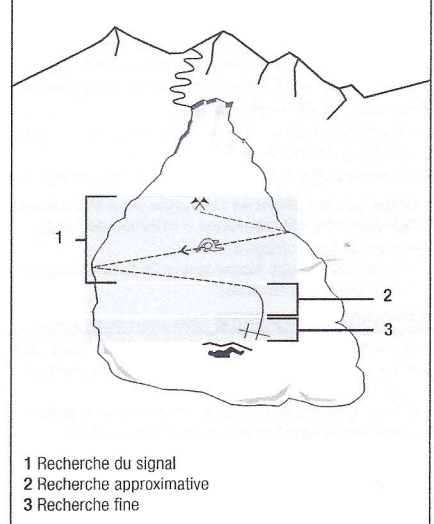 1
2
3
1 Recherche du signal
2 Recherche approximative
3 Recherche fine